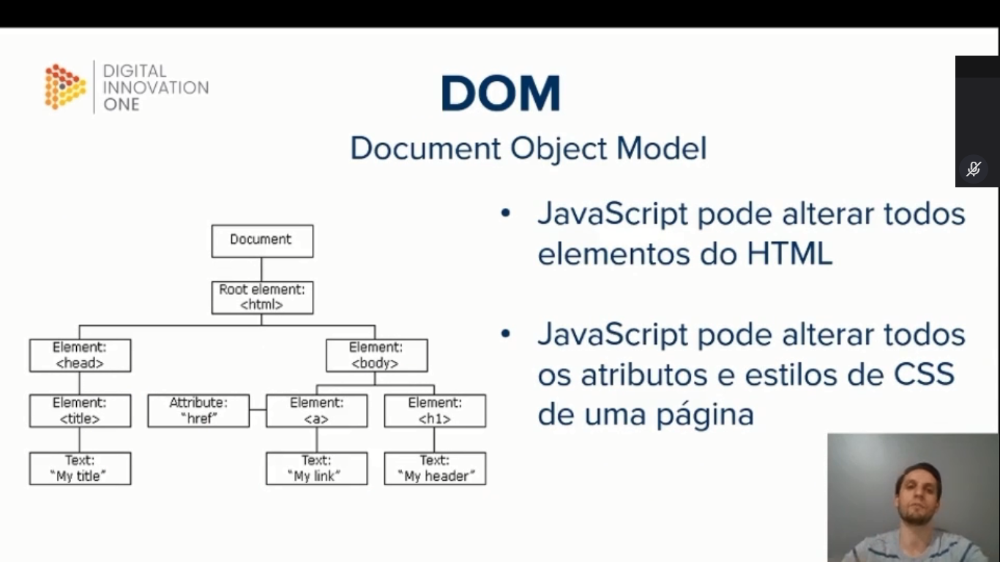 DIGITAL
INNOVATION
ONE
DOM
Document Object Model
Document
Root element:
<html>
Element:
<head>
Element:
<body>
Element:
<title>
Attribute:
"href"
Element:
<a>
Element:
<h1>
Text:
"My title"
Text:
"My link"
Text:
"My header"
• JavaScript pode alterar todos
elementos do HTML
• JavaScript pode alterar todos
os atributos e estilos de CSS
de uma página